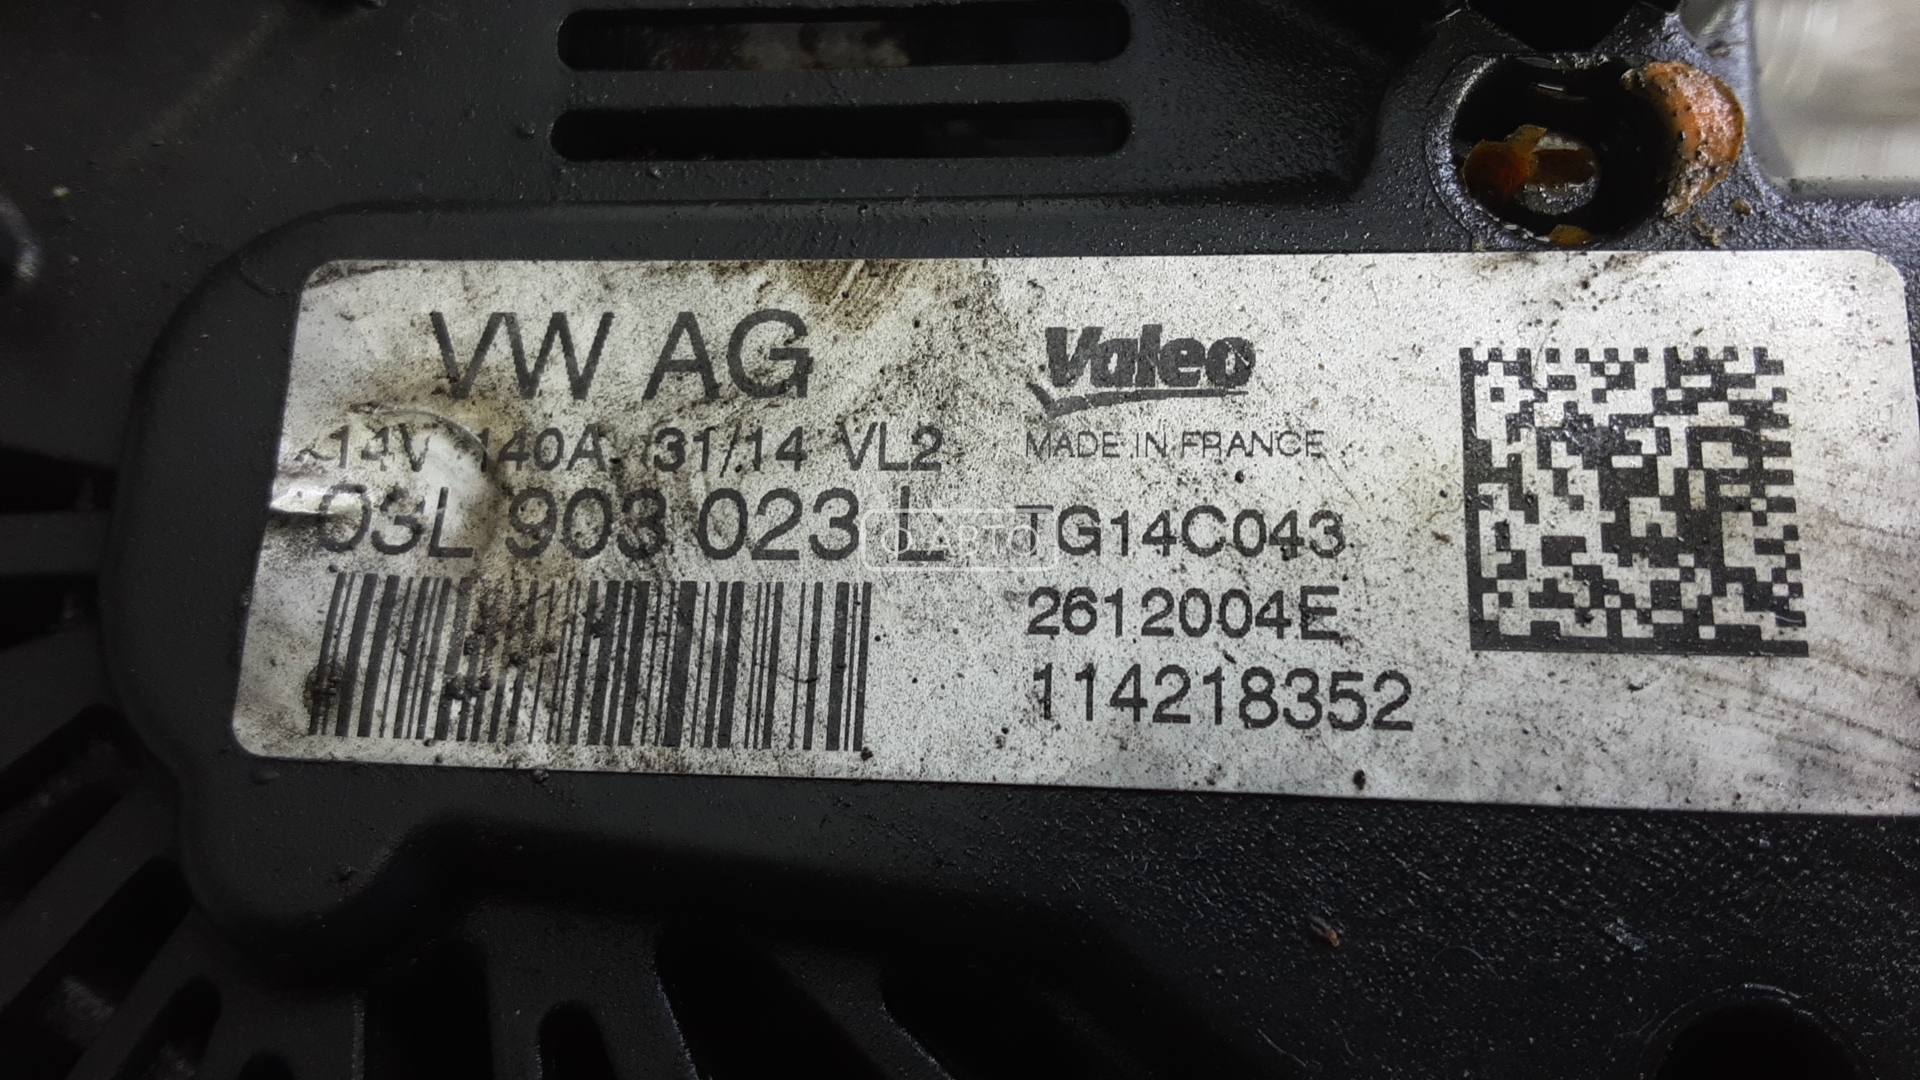 VW AG
14V 140A 31/14 VL2
03L 903 023 L
Valeo
MADE IN FRANCE
TG14C043
2612004E
114218352